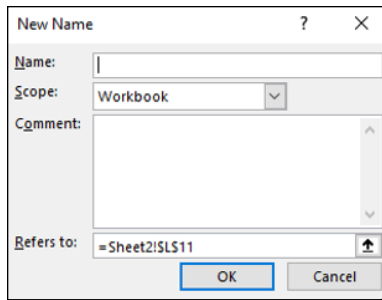 New Name ?
Name:
Scope: Workbook
Comment:
Refers to: =Sheet2!$L$11
OK Cancel